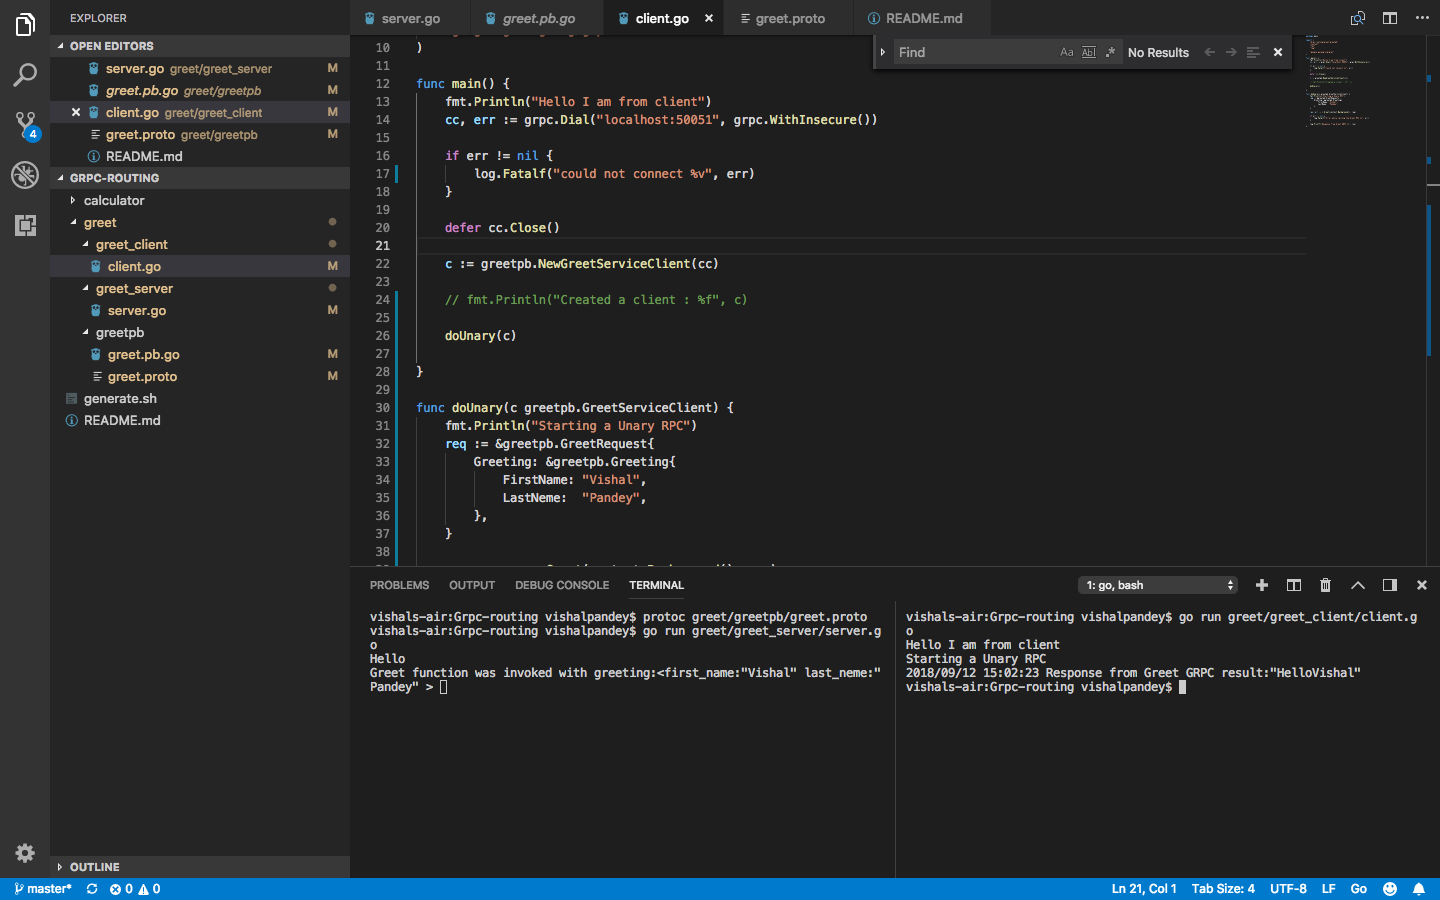 EXPLORER
OPEN EDITORS
server.go greet/greet_server M
greet.pb.go greet/greetpb M
client.go greet/greet_client M
greet.proto greet/greetpb M
README.md
GRPC-ROUTING
calculator
greet
greet_client
client.go M
greet_server
server.go M
greetpb
greet.pb.go M
greet.proto M
generate.sh
README.md
OUTLINE
4
server.go greet.pb.go client.go greet.proto README.md
Find Aa Abl .* No Results
10 )
11
12 func main() {
13 fmt.Println("Hello I am from client")
14 cc, err := grpc.Dial("localhost:50051", grpc.WithInsecure())
15
16 if err != nil {
17 log.Fatalf("could not connect %v", err)
18 }
19
20 defer cc.Close()
21
22 c := greetpb.NewGreetServiceClient(cc)
23
24 // fmt.Println("Created a client : %f", c)
25
26 doUnary(c)
27
28 }
29
30 func doUnary(c greetpb.GreetServiceClient) {
31 fmt.Println("Starting a Unary RPC")
32 req := &greetpb.GreetRequest{
33 Greeting: &greetpb.Greeting{
34 FirstName: "Vishal",
35 LastNeme: "Pandey",
36 },
37 }
38
PROBLEMS OUTPUT DEBUG CONSOLE TERMINAL
1: go, bash
vishals-air:Grpc-routing vishalpandey$ protoc greet/greetpb/greet.proto
vishals-air:Grpc-routing vishalpandey$ go run greet/greet_server/server.g
o
Hello
Greet function was invoked with greeting:<first_name:"Vishal" last_neme:"
Pandey" >
vishals-air:Grpc-routing vishalpandey$ go run greet/greet_client/client.g
o
Hello I am from client
Starting a Unary RPC
2018/09/12 15:02:23 Response from Greet GRPC result:"HelloVishal"
vishals-air:Grpc-routing vishalpandey$
master* 0 0
Ln 21, Col 1 Tab Size: 4 UTF-8 LF Go